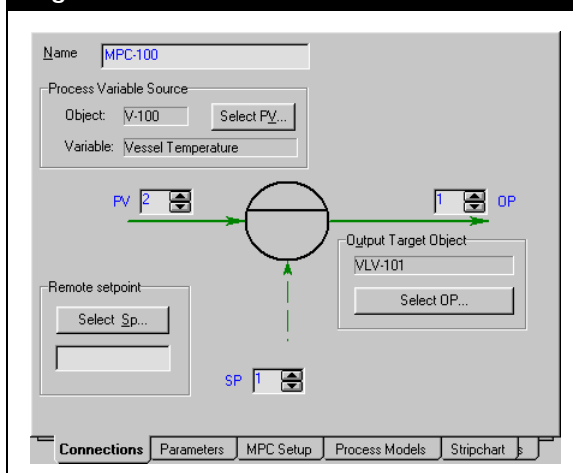 Name MPC-100
Process Variable Source
Object: V-100 Select PV...
Variable: Vessel Temperature
PV 2 1 OP
Output Target Object
VLV-101
Select OP...
Remote setpoint
Select Sp...
SP 1
Connections Parameters MPC Setup Process Models Stripchart